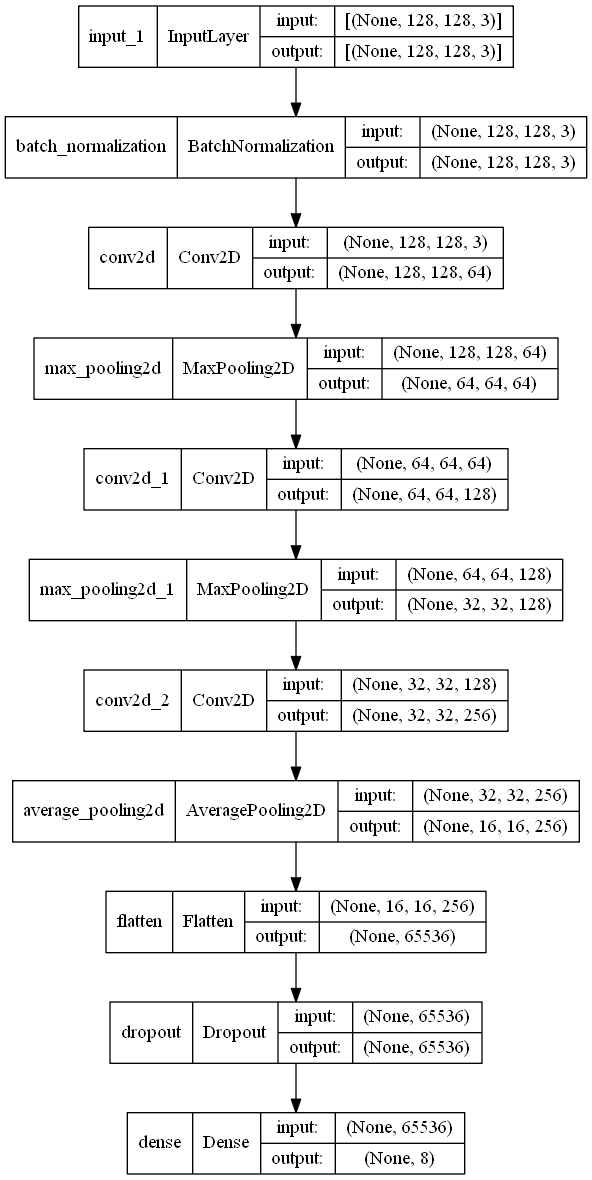 input_1 InputLayer input: [(None, 128, 128, 3)]
output: [(None, 128, 128, 3)]
batch_normalization BatchNormalization input: (None, 128, 128, 3)
output: (None, 128, 128, 3)
conv2d Conv2D input: (None, 128, 128, 3)
output: (None, 128, 128, 64)
max_pooling2d MaxPooling2D input: (None, 128, 128, 64)
output: (None, 64, 64, 64)
conv2d_1 Conv2D input: (None, 64, 64, 64)
output: (None, 64, 64, 128)
max_pooling2d_1 MaxPooling2D input: (None, 64, 64, 128)
output: (None, 32, 32, 128)
conv2d_2 Conv2D input: (None, 32, 32, 128)
output: (None, 32, 32, 256)
average_pooling2d AveragePooling2D input: (None, 32, 32, 256)
output: (None, 16, 16, 256)
flatten Flatten input: (None, 16, 16, 256)
output: (None, 65536)
dropout Dropout input: (None, 65536)
output: (None, 65536)
dense Dense input: (None, 65536)
output: (None, 8)